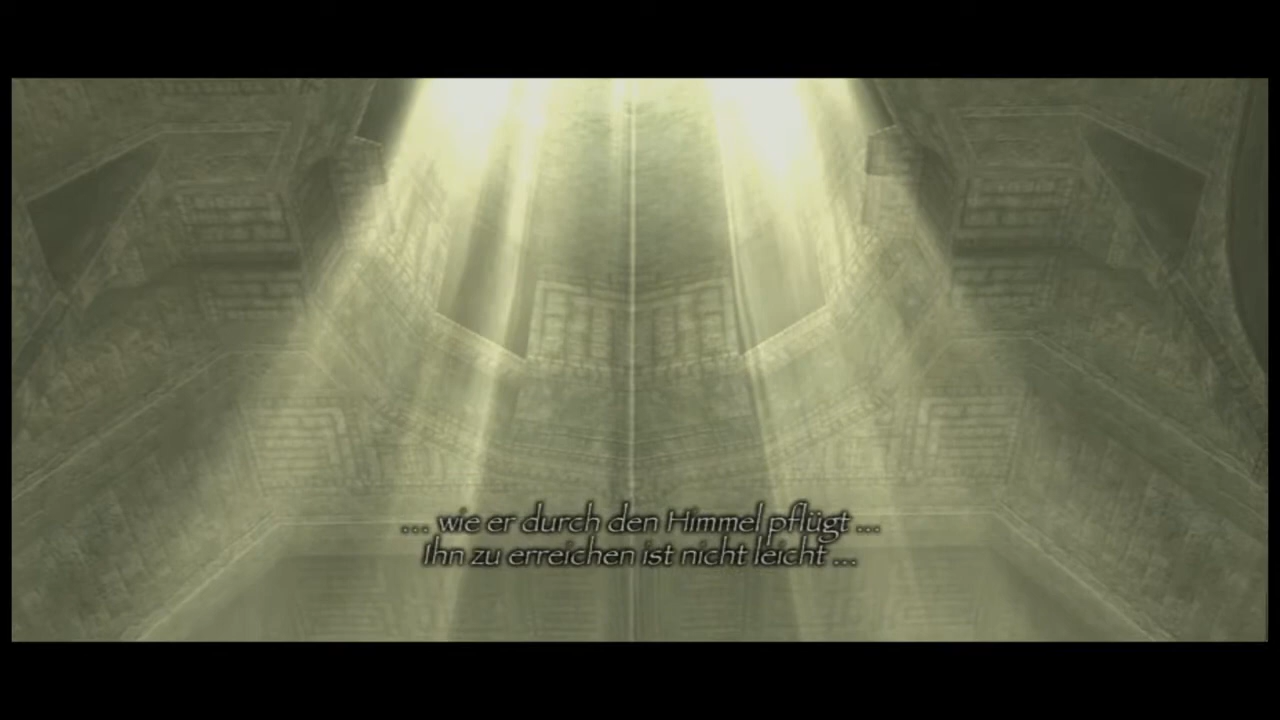 ... wie er durch den Himmel pflügt ...
Ihn zu erreichen ist nicht leicht ...